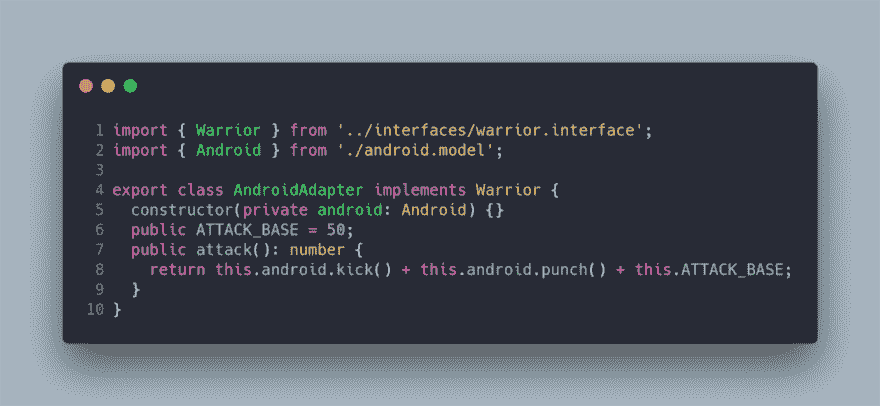 1 import { Warrior } from '../interfaces/warrior.interface';
2 import { Android } from './android.model';
3
4 export class AndroidAdapter implements Warrior {
5   constructor(private android: Android) {}
6   public ATTACK_BASE = 50;
7   public attack(): number {
8     return this.android.kick() + this.android.punch() + this.ATTACK_BASE;
9   }
10 }